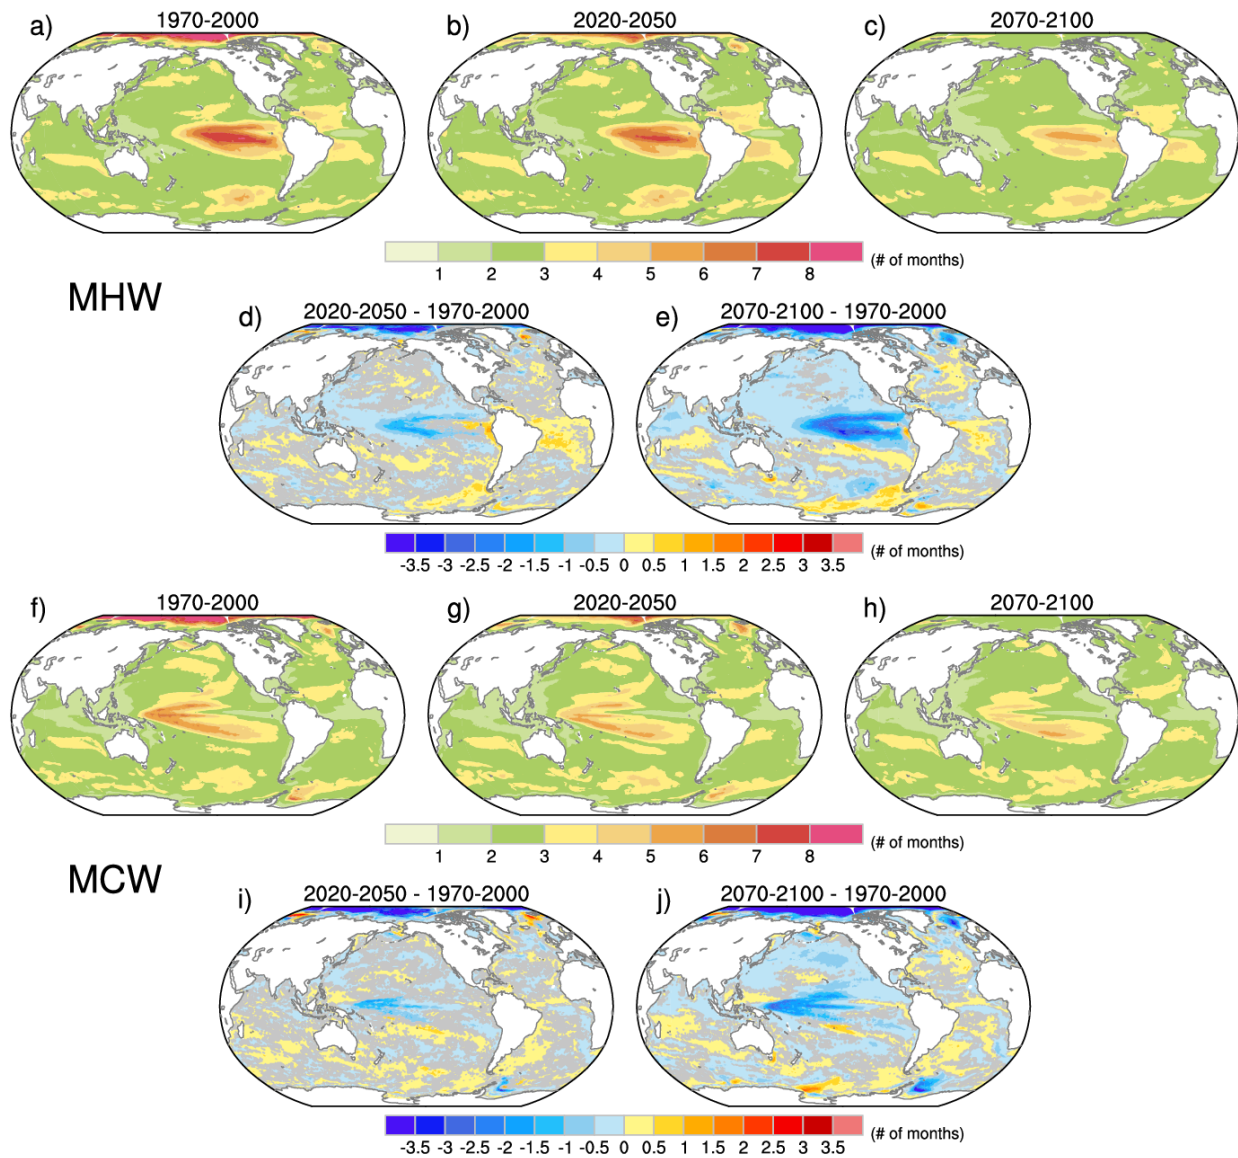 a) 1970-2000
b) 2020-2050
c) 2070-2100
1 2 3 4 5 6 7 8 (# of months)
MHW
d) 2020-2050 - 1970-2000
e) 2070-2100 - 1970-2000
-3.5 -3 -2.5 -2 -1.5 -1 -0.5 0 0.5 1 1.5 2 2.5 3 3.5 (# of months)
-3.5 -3 -2.5 -2 -1.5 -1 -0.5 0 0.5 1 1.5 2 2.5 3 3.5 (# of months)
f) 1970-2000
g) 2020-2050
h) 2070-2100
1 2 3 4 5 6 7 8 (# of months)
MCW
i) 2020-2050 - 1970-2000
j) 2070-2100 - 1970-2000